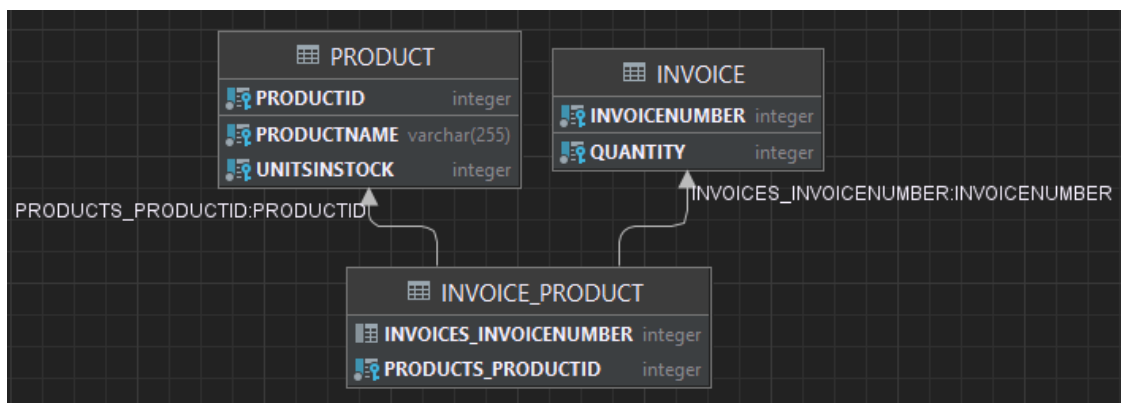 PRODUCT
PRODUCTID integer
PRODUCTNAME varchar(255)
UNITSINSTOCK integer
INVOICE
INVOICENUMBER integer
QUANTITY integer
PRODUCTS_PRODUCTID:PRODUCTID
INVOICES_INVOICENUMBER:INVOICENUMBER
INVOICE_PRODUCT
INVOICES_INVOICENUMBER integer
PRODUCTS_PRODUCTID integer